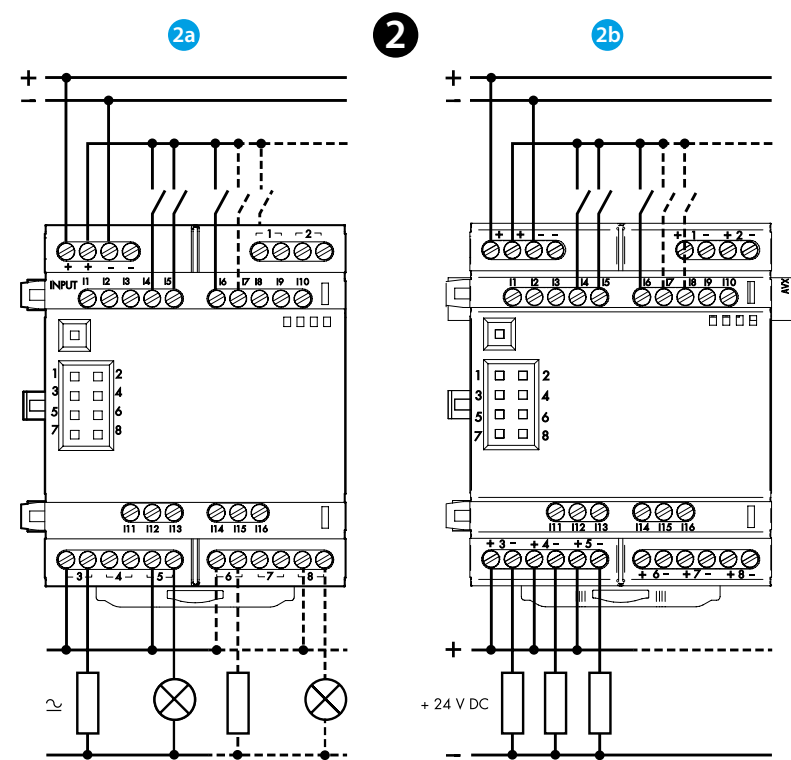 2a 2 2b
+ +
− −
1 2 + + − − + 1 − + 2 −
+ + − −
INPUT I1 I2 I3 I4 I5 I6 I7 I8 I9 I10 I1 I2 I3 I4 I5 I6 I7 I8 I9 I10
AVX
1 2 1 2
3 4 3 4
5 6 5 6
7 8 7 8
I11 I12 I13 I14 I15 I16 I11 I12 I13 I14 I15 I16
3 4 5 6 7 8 + 3 − + 4 − + 5 − + 6 − + 7 − + 8 −
+
+ 24 V DC
−